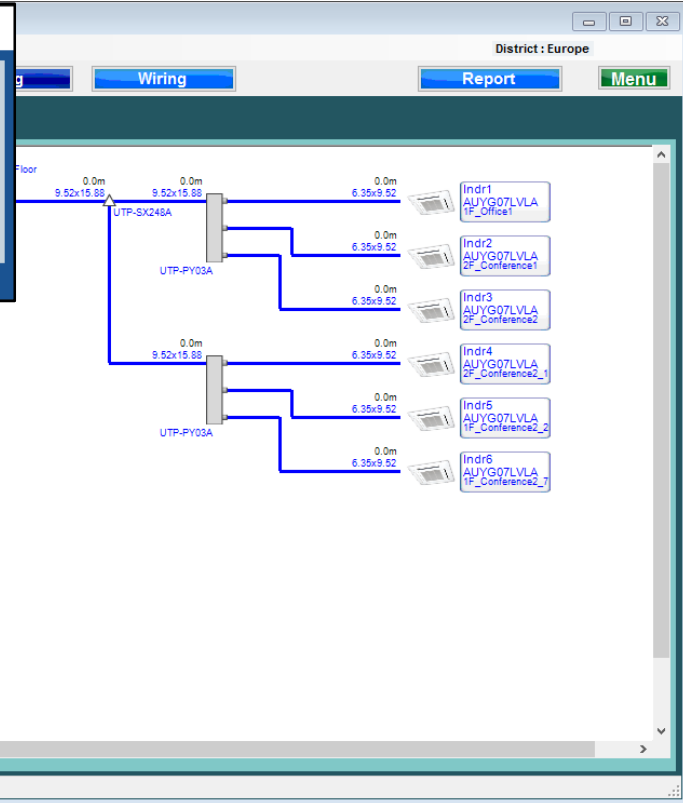 District : Europe
g
Wiring
Report
Menu
Floor
0.0m
9.52x15.88
UTP-SX248A
0.0m
9.52x15.88
UTP-PY03A
0.0m
6.35x9.52
Indr1
AUYG07LVLA
1F_Office1
0.0m
6.35x9.52
Indr2
AUYG07LVLA
2F_Conference1
0.0m
6.35x9.52
Indr3
AUYG07LVLA
2F_Conference2
0.0m
9.52x15.88
UTP-PY03A
0.0m
6.35x9.52
Indr4
AUYG07LVLA
2F_Conference2_1
0.0m
6.35x9.52
Indr5
AUYG07LVLA
1F_Conference2_2
0.0m
6.35x9.52
Indr6
AUYG07LVLA
1F_Conference2_7